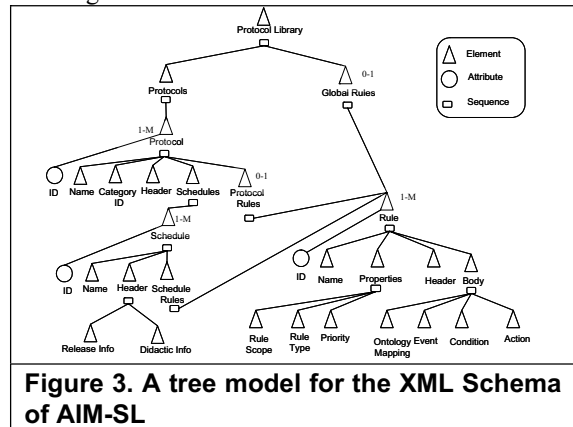 Protocol Library
Element
Attribute
Sequence
0-1
Protocols
Global Rules
1-M
Protocol
0-1
ID
Name
Category
ID
Header
Schedules
Protocol
Rules
1-M
1-M
Schedule
Rule
ID
Name
Header
Schedule
Rules
ID
Name
Properties
Header
Body
Release Info
Didactic Info
Rule
Scope
Rule
Type
Priority
Ontology
Mapping
Event
Condition
Action
Figure 3. A tree model for the XML Schema
of AIM-SL